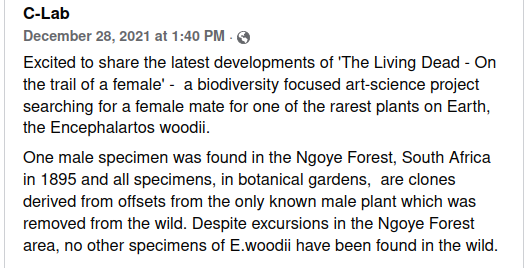 C-Lab
December 28, 2021 at 1:40 PM ·
Excited to share the latest developments of 'The Living Dead - On
the trail of a female' - a biodiversity focused art-science project
searching for a female mate for one of the rarest plants on Earth,
the Encephalartos woodii.
One male specimen was found in the Ngoye Forest, South Africa
in 1895 and all specimens, in botanical gardens, are clones
derived from offsets from the only known male plant which was
removed from the wild. Despite excursions in the Ngoye Forest
area, no other specimens of E.woodii have been found in the wild.